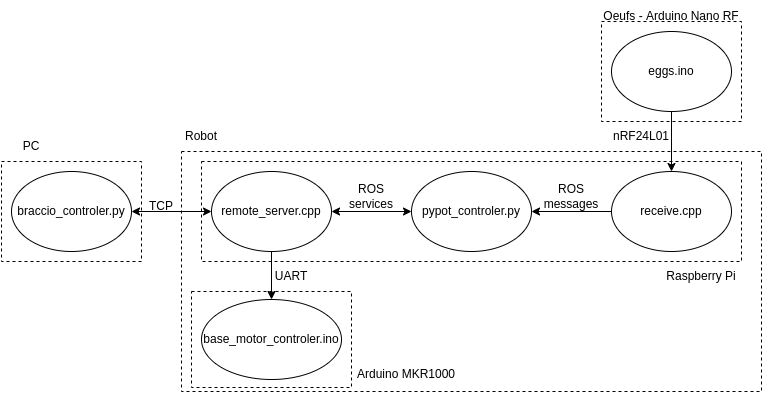 Oeufs - Arduino Nano RF
eggs.ino
nRF24L01
PC
Robot
braccio_controler.py
TCP
remote_server.cpp
ROS
services
pypot_controler.py
ROS
messages
receive.cpp
UART
Raspberry Pi
base_motor_controler.ino
Arduino MKR1000